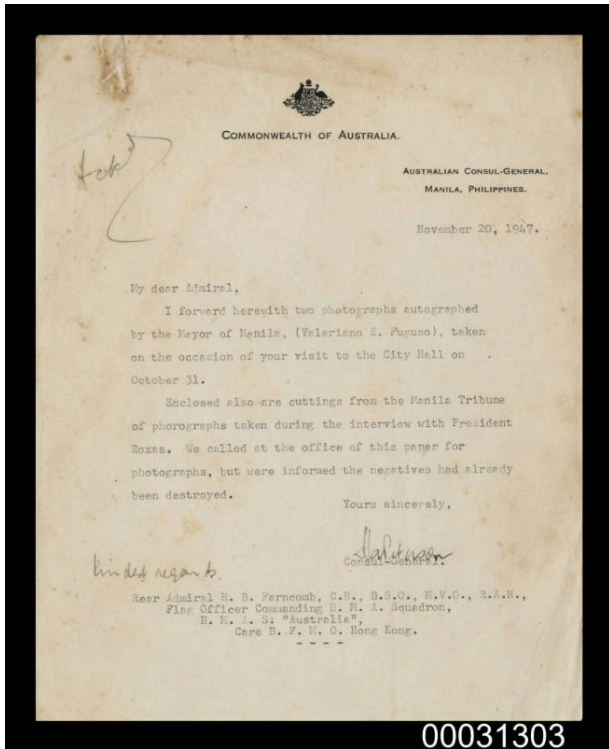 COMMONWEALTH OF AUSTRALIA.
AUSTRALIAN CONSUL-GENERAL.
MANILA, PHILIPPINES.
November 20, 1947.
My dear Admiral,
I forward herewith two photographs autographed
by the Mayor of Manila, (Valeriano E. Fugoso), taken
on the occasion of your visit to the City Hall on
October 31.
Enclosed also are cuttings from the Manila Tribune
of phorographs taken during the interview with President
Roxas. We called at the office of this paper for
photographs, but were informed the negatives had already
been destroyed.
Yours sincerely,
Consul-General.
kindest regards.
Rear Admiral H. B. Farncomb, C.B., D.S.O., M.V.O., R.A.N.,
Flag Officer Commanding H. M. A. Squadron,
H. M. A. S. "Australia",
Care B. F. M. O. Hong Kong.
00031303